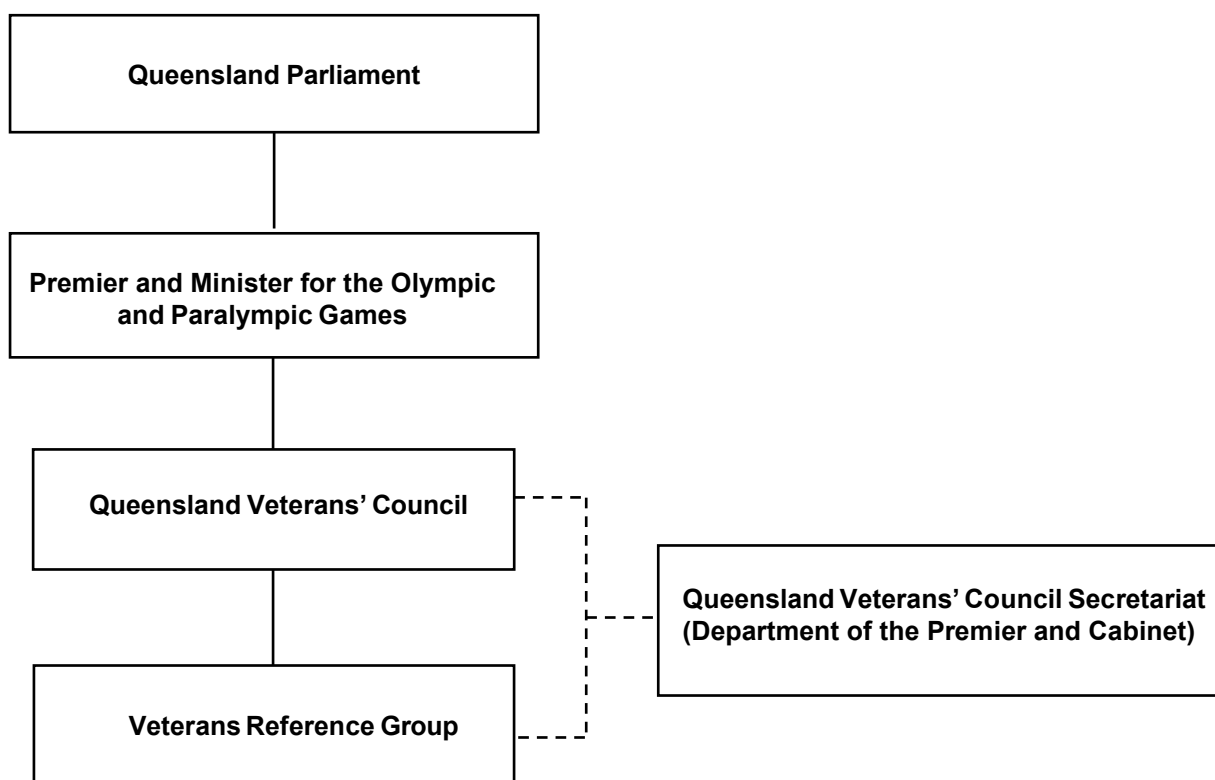 Queensland Parliament
Premier and Minister for the Olympic
and Paralympic Games
Queensland Veterans’ Council
Queensland Veterans’ Council Secretariat
(Department of the Premier and Cabinet)
Veterans Reference Group